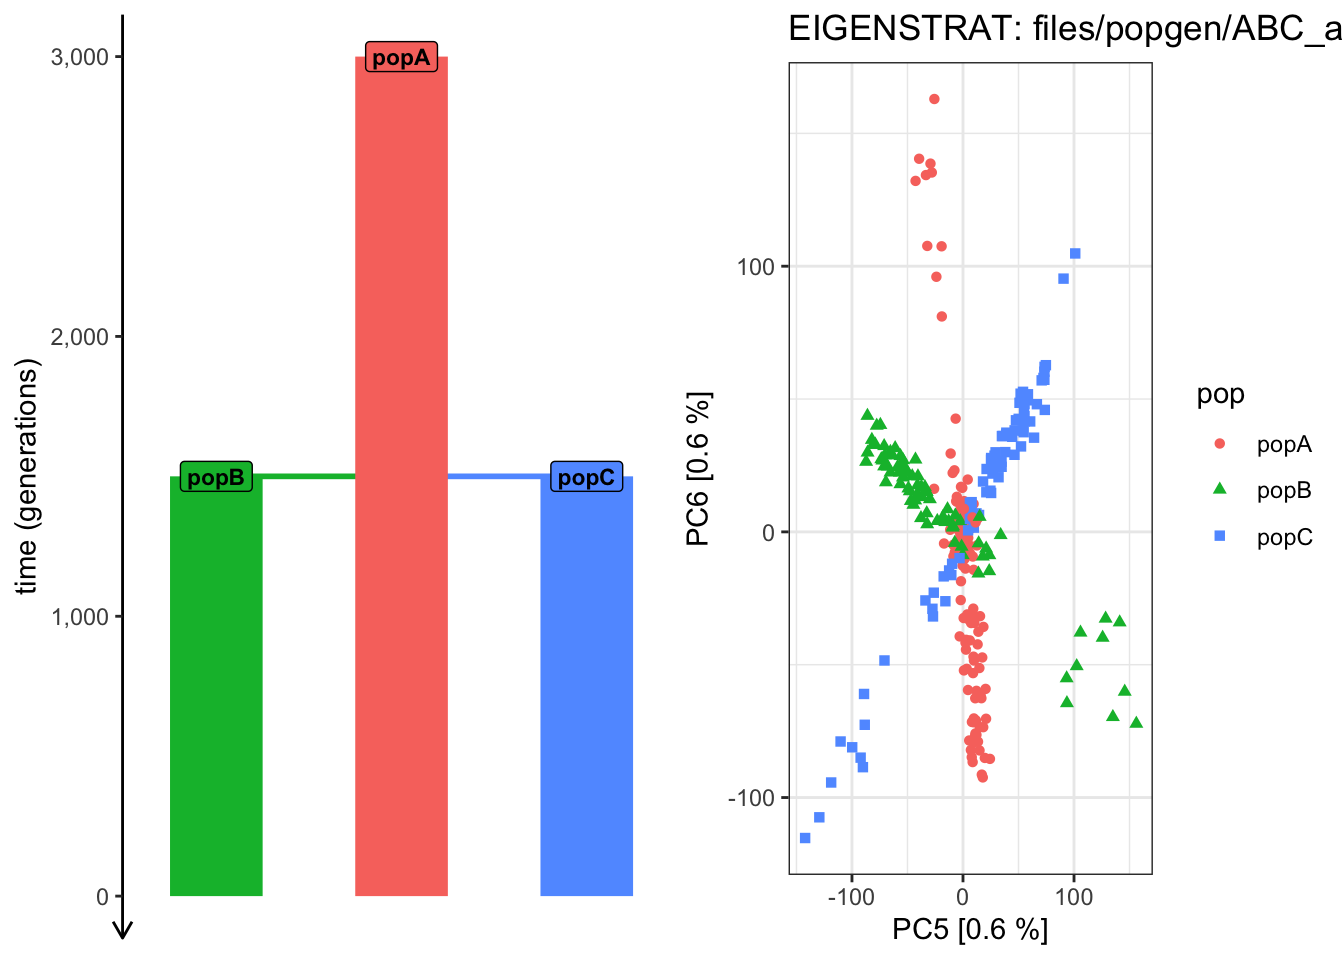 time (generations)
3,000
2,000
1,000
0
popA
popB
popC
EIGENSTRAT: files/popgen/ABC_a
PC6 [0.6 %]
100
0
-100
-100
0
100
PC5 [0.6 %]
pop
popA
popB
popC